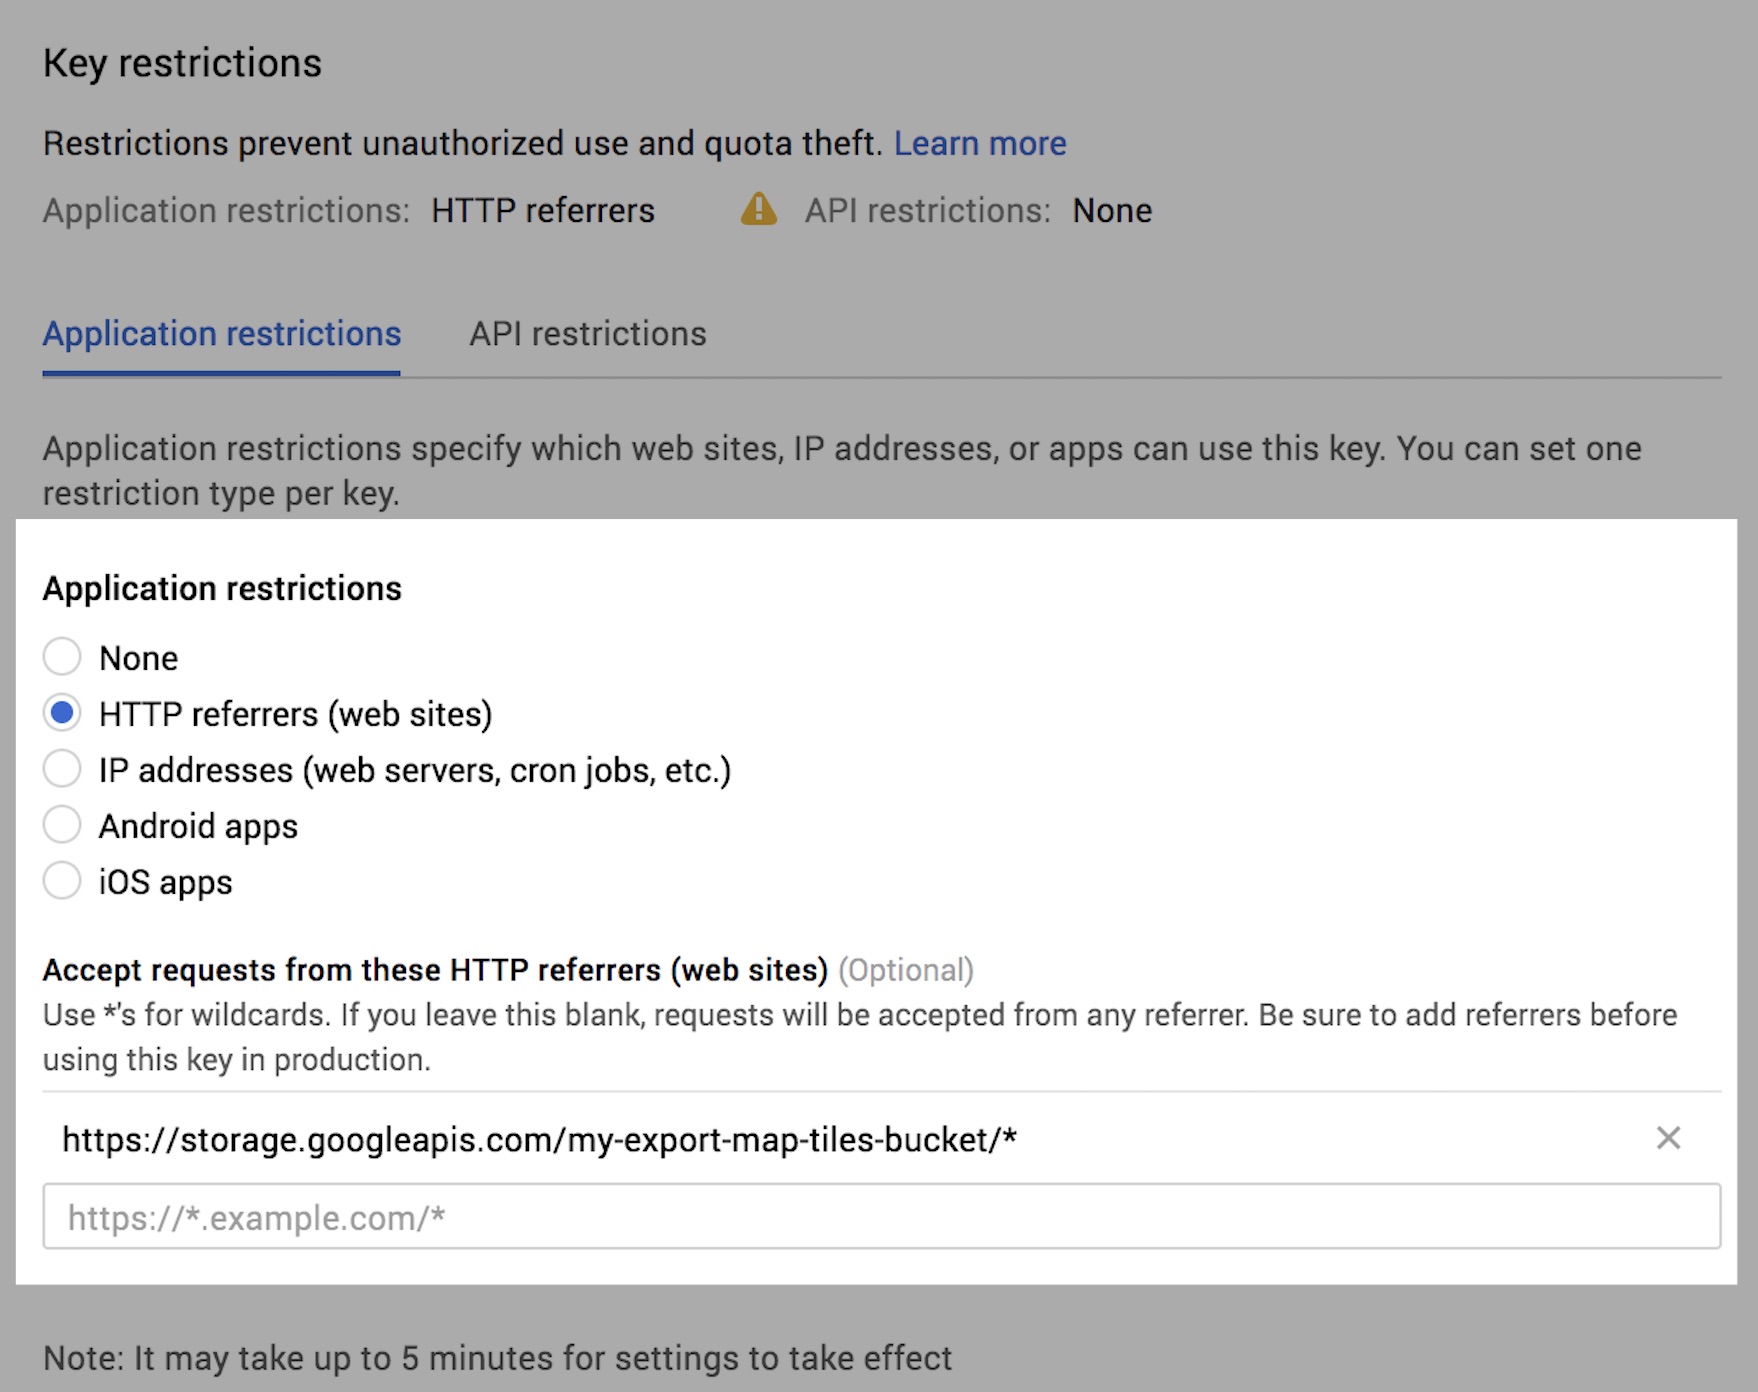 Key restrictions
Restrictions prevent unauthorized use and quota theft. Learn more
Application restrictions: HTTP referrers API restrictions: None
Application restrictions API restrictions
Application restrictions specify which web sites, IP addresses, or apps can use this key. You can set one
restriction type per key.
Application restrictions
None
HTTP referrers (web sites)
IP addresses (web servers, cron jobs, etc.)
Android apps
iOS apps
Accept requests from these HTTP referrers (web sites) (Optional)
Use *'s for wildcards. If you leave this blank, requests will be accepted from any referrer. Be sure to add referrers before
using this key in production.
https://storage.googleapis.com/my-export-map-tiles-bucket/*
https://*.example.com/*
Note: It may take up to 5 minutes for settings to take effect